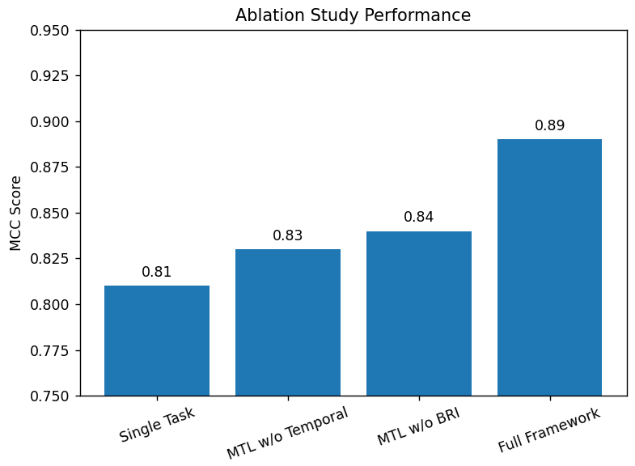 Ablation Study Performance
MCC Score
0.950
0.925
0.900
0.875
0.850
0.825
0.800
0.775
0.750
0.81
0.83
0.84
0.89
Single Task
MTL w/o Temporal
MTL w/o BRI
Full Framework